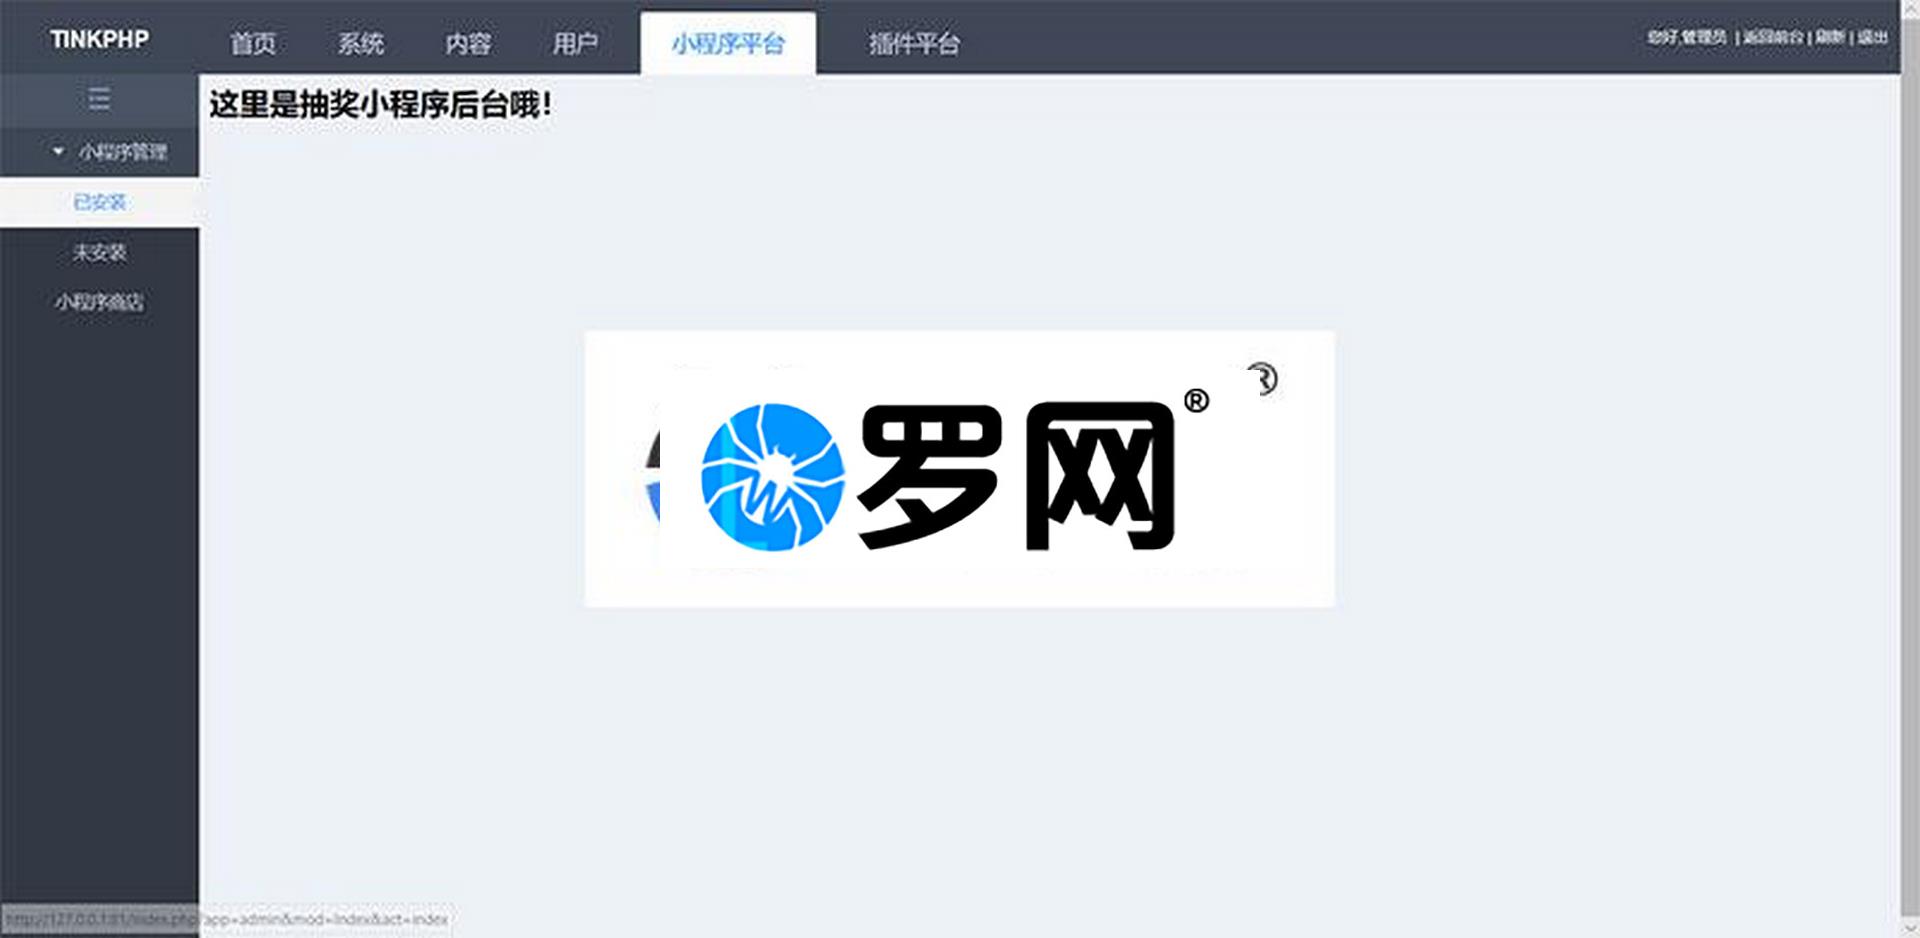 TINKPHP
首页 系统 内容 用户 小程序平台 插件平台
您好,管理员 | 返回前台 | 刷新 | 退出
这里是抽奖小程序后台哦!
小程序管理
已安装
未安装
小程序商店
®
罗网®
http://127.0.0.1:81/index.php?app=admin&mod=index&act=index